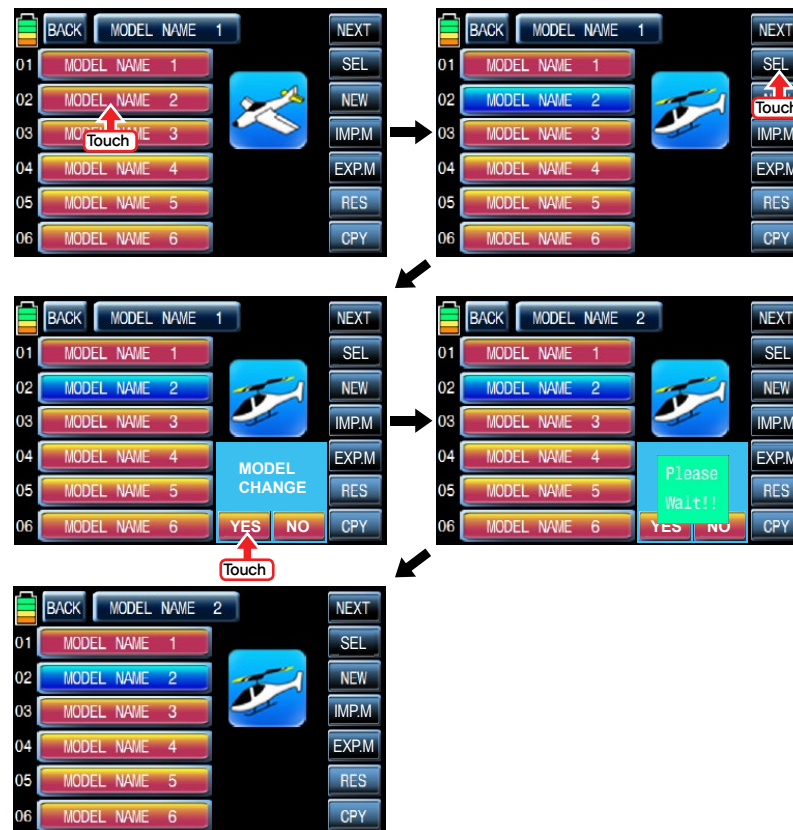 BACK MODEL NAME 1 NEXT
01 MODEL NAME 1 SEL
02 MODEL NAME 2 NEW
03 MODEL NAME 3 IMP.M
Touch
04 MODEL NAME 4 EXP.M
05 MODEL NAME 5 RES
06 MODEL NAME 6 CPY
BACK MODEL NAME 1 NEXT
01 MODEL NAME 1 SEL
02 MODEL NAME 2
Touch
03 MODEL NAME 3 IMP.M
04 MODEL NAME 4 EXP.M
05 MODEL NAME 5 RES
06 MODEL NAME 6 CPY
BACK MODEL NAME 1 NEXT
01 MODEL NAME 1 SEL
02 MODEL NAME 2 NEW
03 MODEL NAME 3 IMP.M
04 MODEL NAME 4 EXP.M
MODEL
CHANGE
05 MODEL NAME 5 RES
06 MODEL NAME 6 YES NO CPY
Touch
BACK MODEL NAME 2 NEXT
01 MODEL NAME 1 SEL
02 MODEL NAME 2 NEW
03 MODEL NAME 3 IMP.M
04 MODEL NAME 4 EXP.M
Please
Wait!!
05 MODEL NAME 5 RES
06 MODEL NAME 6 YES NO CPY
BACK MODEL NAME 2 NEXT
01 MODEL NAME 1 SEL
02 MODEL NAME 2 NEW
03 MODEL NAME 3 IMP.M
04 MODEL NAME 4 EXP.M
05 MODEL NAME 5 RES
06 MODEL NAME 6 CPY